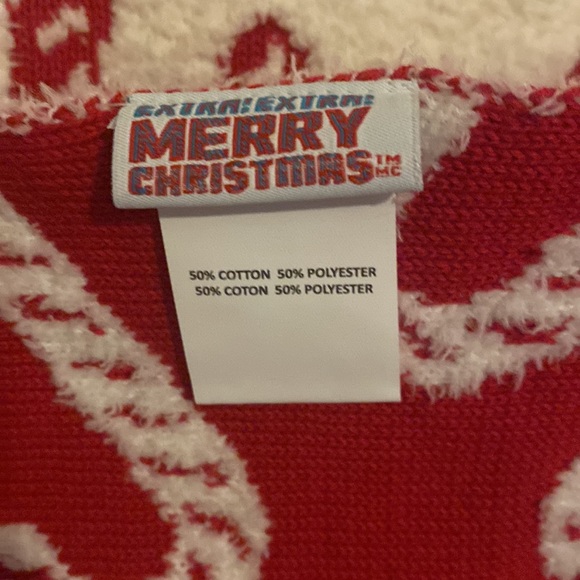 EXTRA! EXTRA!
MERRY
CHRISTMAS TM
MC
50% COTTON 50% POLYESTER
50% COTON 50% POLYESTER